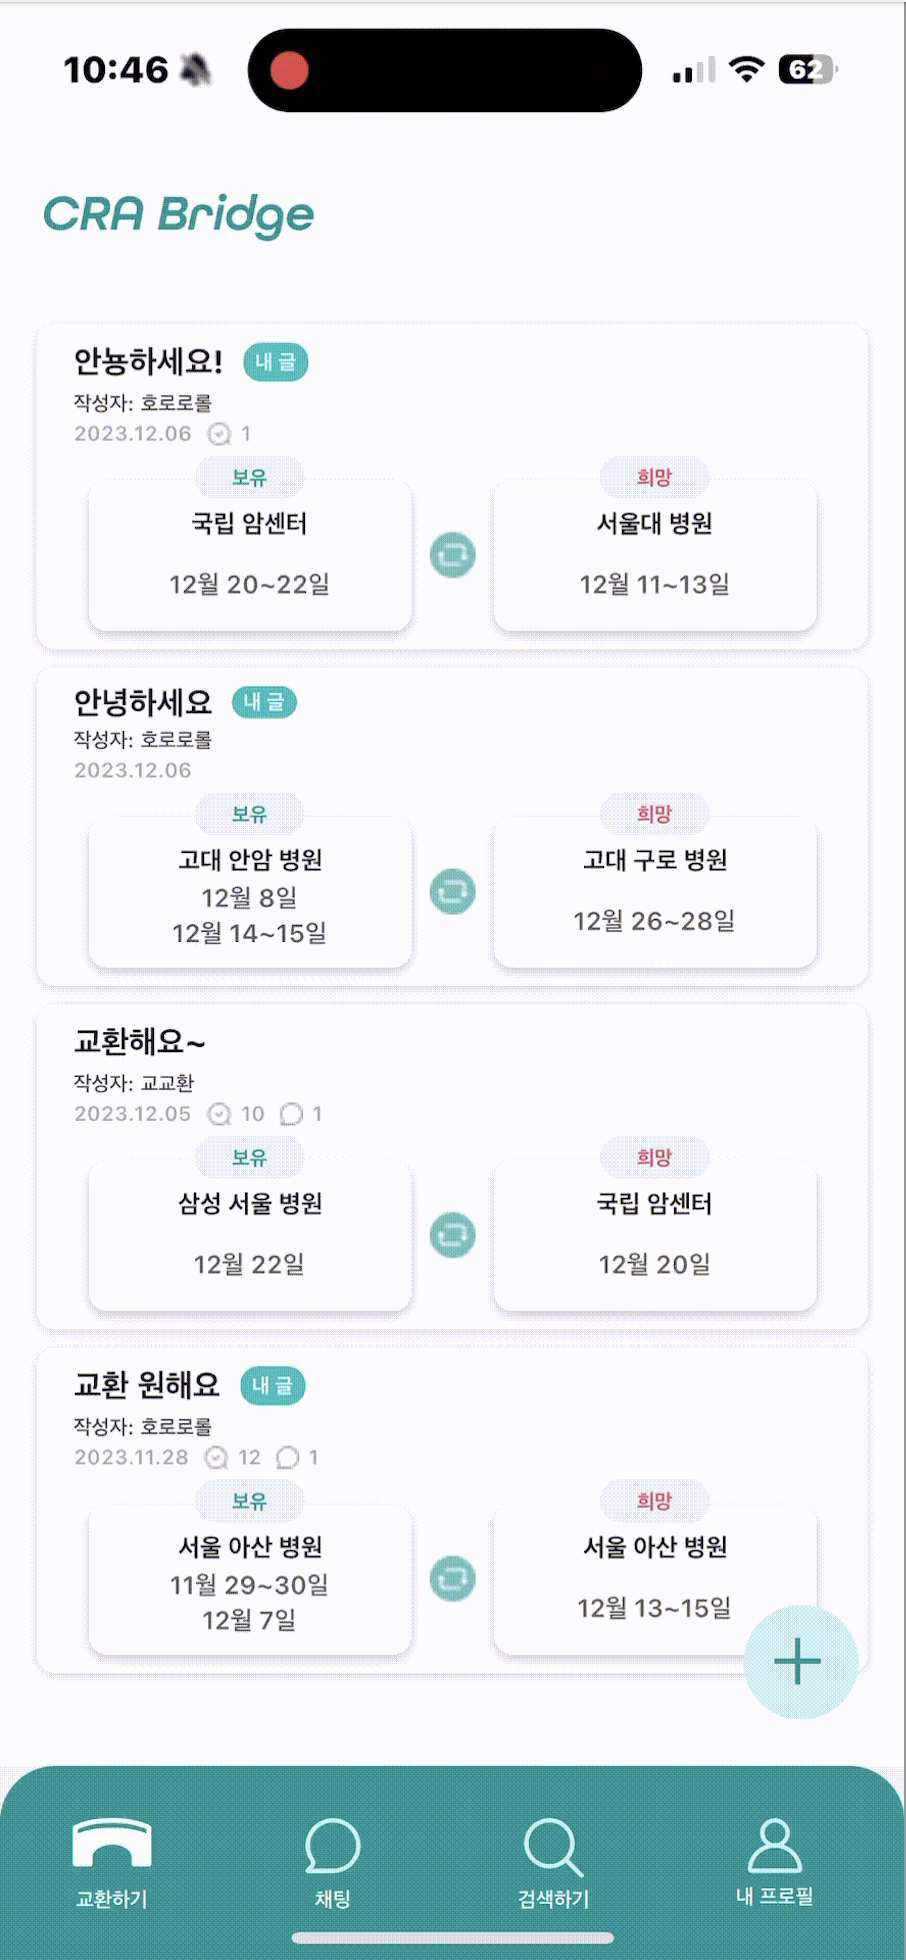 10:46
62
CRA Bridge
안뇽하세요! 내 글
작성자: 호로로롤
2023.12.06 1
보유 희망
국립 암센터 서울대 병원
12월 20~22일 12월 11~13일
안녕하세요 내 글
작성자: 호로로롤
2023.12.06
보유 희망
고대 안암 병원 고대 구로 병원
12월 8일
12월 14~15일 12월 26~28일
교환해요~
작성자: 교교환
2023.12.05 10 1
보유 희망
삼성 서울 병원 국립 암센터
12월 22일 12월 20일
교환 원해요 내 글
작성자: 호로로롤
2023.11.28 12 1
보유 희망
서울 아산 병원 서울 아산 병원
11월 29~30일
12월 7일 12월 13~15일
교환하기 채팅 검색하기 내 프로필